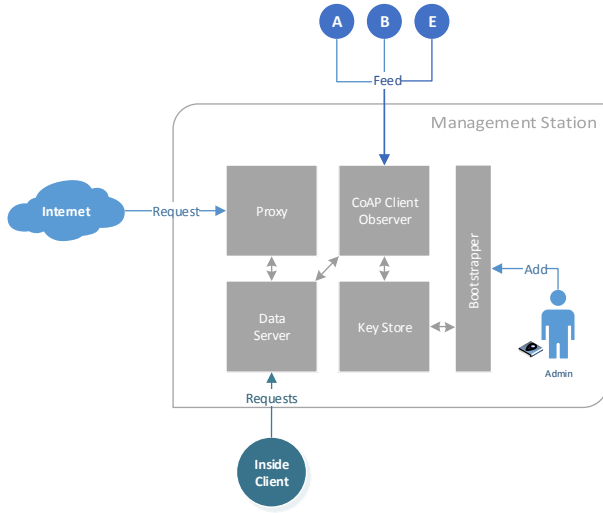 A
B
E
Feed
Management Station
Internet
Request
Proxy
CoAP Client
Observer
Bootstrapper
Add
Data
Server
Key Store
Admin
Requests
Inside
Client